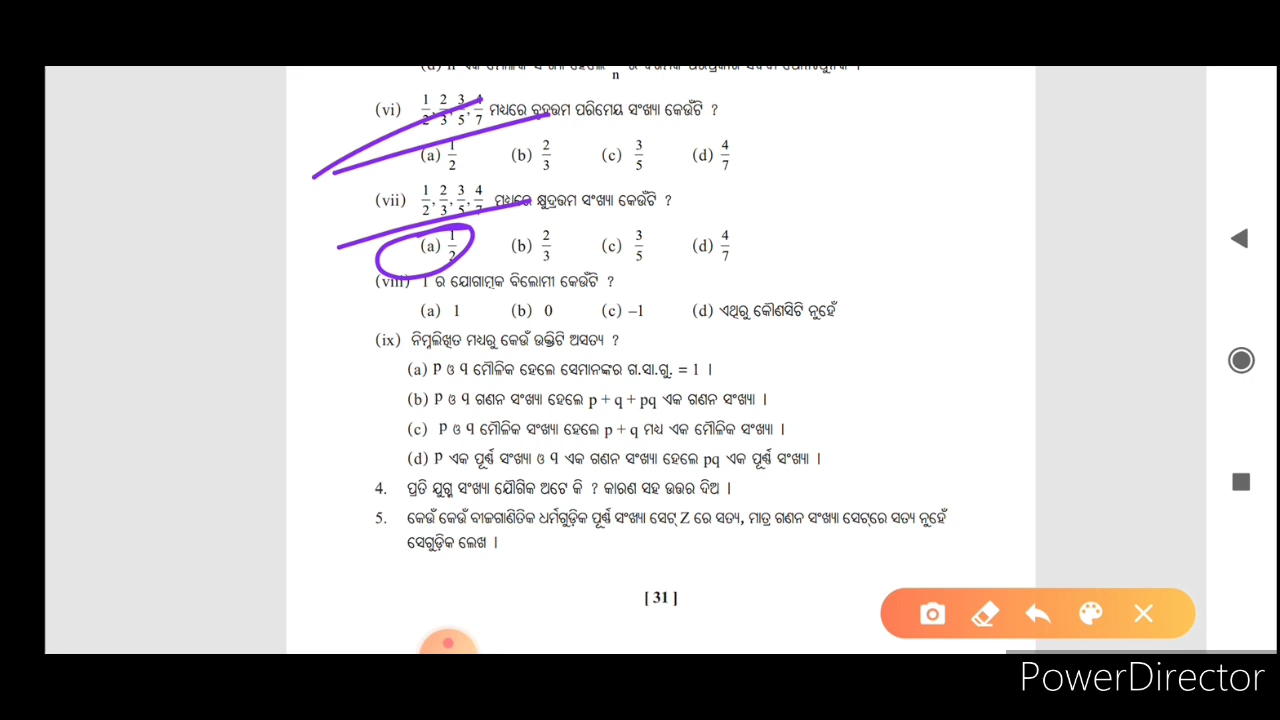 n
(vi) 1/2, 2/3, 3/5, 4/7 ମଧ୍ୟରେ ବୃହତ୍ତମ ପରିମେୟ ସଂଖ୍ୟା କେଉଁଟି ?
(a) 1/2 (b) 2/3 (c) 3/5 (d) 4/7
(vii) 1/2, 2/3, 3/5, 4/7 ମଧ୍ୟରେ କ୍ଷୁଦ୍ରତମ ସଂଖ୍ୟା କେଉଁଟି ?
(a) 1/2 (b) 2/3 (c) 3/5 (d) 4/7
(viii) 1 ର ଯୋଗାତ୍ମକ ବିଲୋମୀ କେଉଁଟି ?
(a) 1 (b) 0 (c) –1 (d) ଏଥିରୁ କୌଣସିଟି ନୁହେଁ
(ix) ନିମ୍ନଲିଖିତ ମଧ୍ୟରୁ କେଉଁ ଉକ୍ତିଟି ଅସତ୍ୟ ?
(a) p ଓ q ମୌଳିକ ହେଲେ ସେମାନଙ୍କର ଗ.ସା.ଗୁ. = 1 ।
(b) p ଓ q ଗଣନ ସଂଖ୍ୟା ହେଲେ p + q + pq ଏକ ଗଣନ ସଂଖ୍ୟା ।
(c) p ଓ q ମୌଳିକ ସଂଖ୍ୟା ହେଲେ p + q ମଧ୍ୟ ଏକ ମୌଳିକ ସଂଖ୍ୟା ।
(d) p ଏକ ପୂର୍ଣ୍ଣ ସଂଖ୍ୟା ଓ q ଏକ ଗଣନ ସଂଖ୍ୟା ହେଲେ pq ଏକ ପୂର୍ଣ୍ଣ ସଂଖ୍ୟା ।
4. ପ୍ରତି ଯୁଗ୍ମ ସଂଖ୍ୟା ଯୌଗିକ ଅଟେ କି ? କାରଣ ସହ ଉତ୍ତର ଦିଅ ।
5. କେଉଁ କେଉଁ ବୀଜଗାଣିତିକ ଧର୍ମଗୁଡ଼ିକ ପୂର୍ଣ୍ଣ ସଂଖ୍ୟା ସେଟ୍ Z ରେ ସତ୍ୟ, ମାତ୍ର ଗଣନ ସଂଖ୍ୟା ସେଟ୍‌ରେ ସତ୍ୟ ନୁହେଁ
ସେଗୁଡ଼ିକ ଲେଖ ।
[ 31 ]
PowerDirector